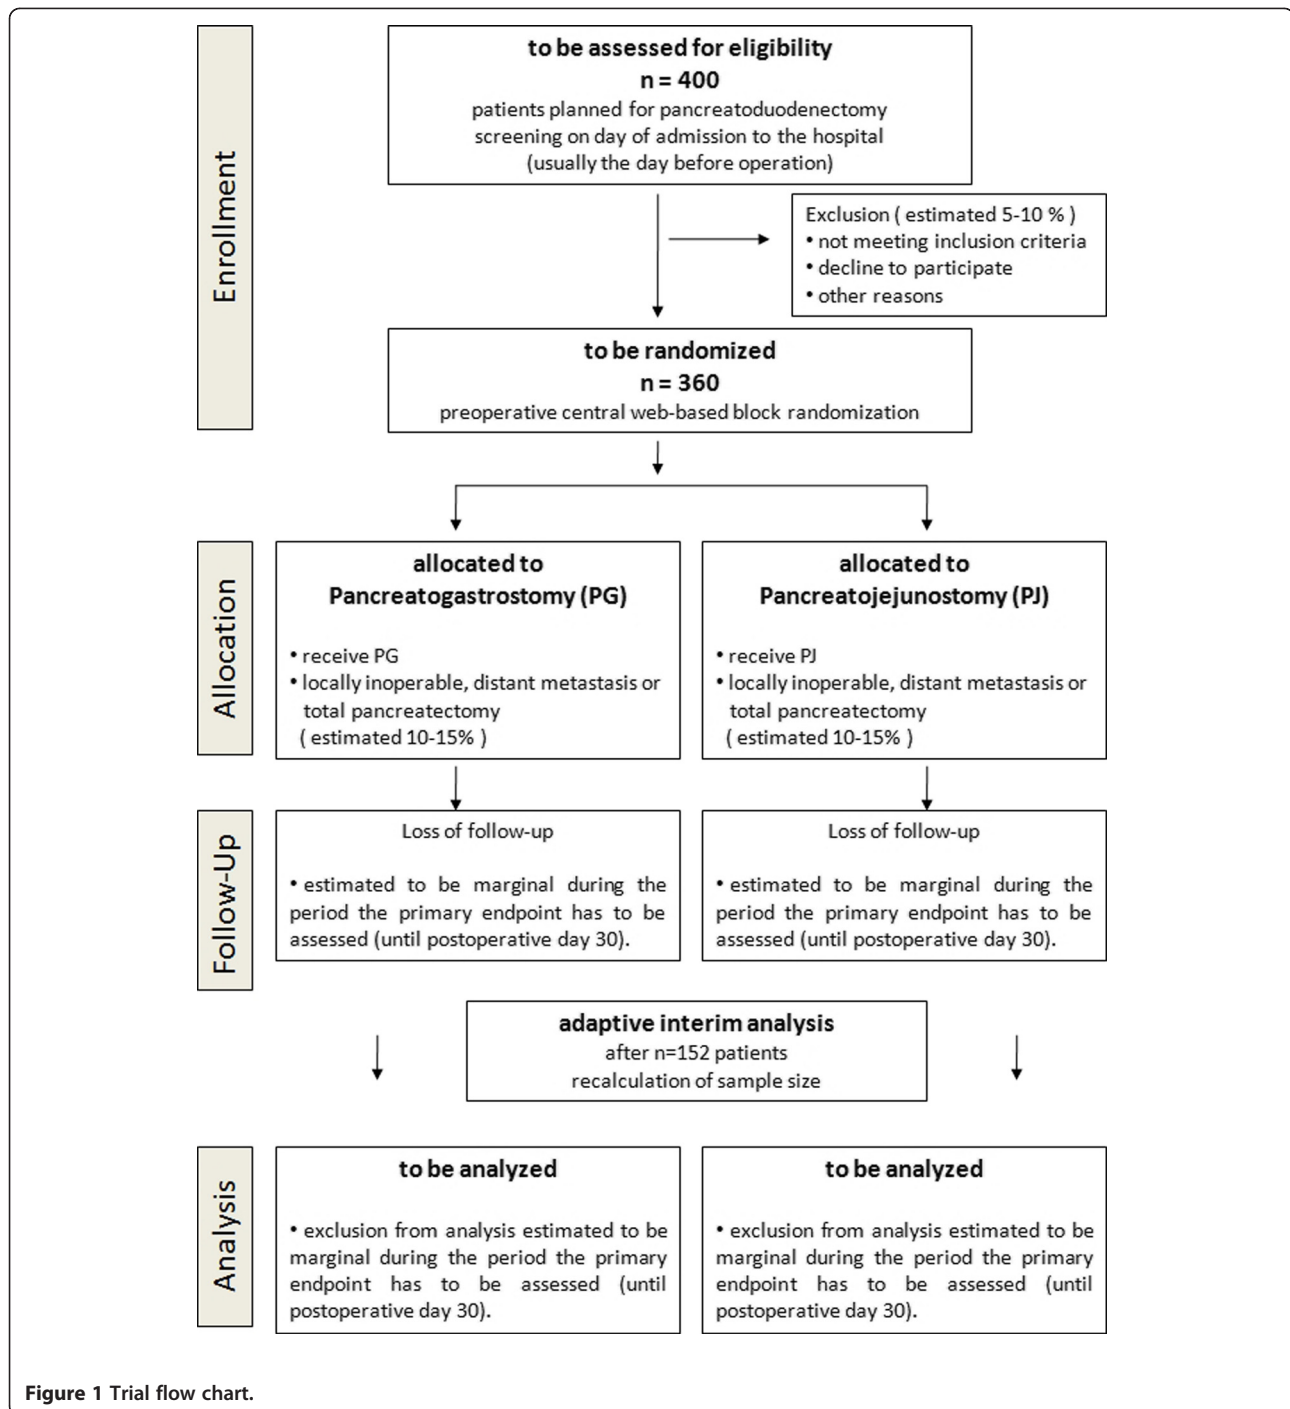 Enrollment
to be assessed for eligibility
n = 400
patients planned for pancreatoduodenectomy
screening on day of admission to the hospital
(usually the day before operation)
Exclusion ( estimated 5-10 % )
• not meeting inclusion criteria
• decline to participate
• other reasons
to be randomized
n = 360
preoperative central web-based block randomization
Allocation
allocated to
Pancreatogastrostomy (PG)
• receive PG
• locally inoperable, distant metastasis or
total pancreatectomy
( estimated 10-15% )
allocated to
Pancreatojejunostomy (PJ)
• receive PJ
• locally inoperable, distant metastasis or
total pancreatectomy
( estimated 10-15% )
Follow-Up
Loss of follow-up
• estimated to be marginal during the
period the primary endpoint has to be
assessed (until postoperative day 30).
Loss of follow-up
• estimated to be marginal during the
period the primary endpoint has to be
assessed (until postoperative day 30).
adaptive interim analysis
after n=152 patients
recalculation of sample size
Analysis
to be analyzed
• exclusion from analysis estimated to be
marginal during the period the primary
endpoint has to be assessed (until
postoperative day 30).
to be analyzed
• exclusion from analysis estimated to be
marginal during the period the primary
endpoint has to be assessed (until
postoperative day 30).
Figure 1 Trial flow chart.